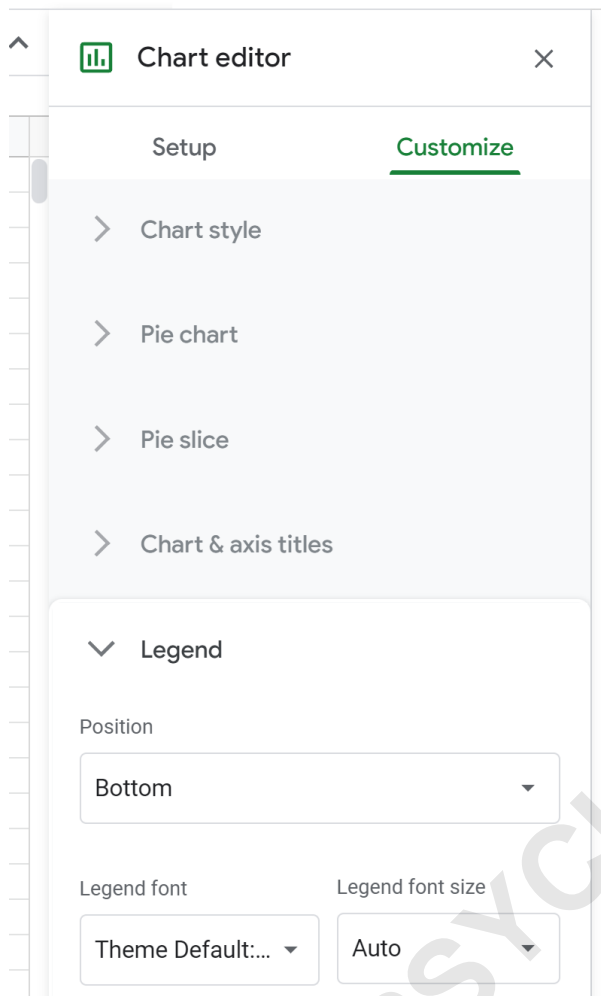 Chart editor
Setup Customize
Chart style
Pie chart
Pie slice
Chart & axis titles
Legend
Position
Bottom
Legend font Legend font size
Theme Default:... Auto